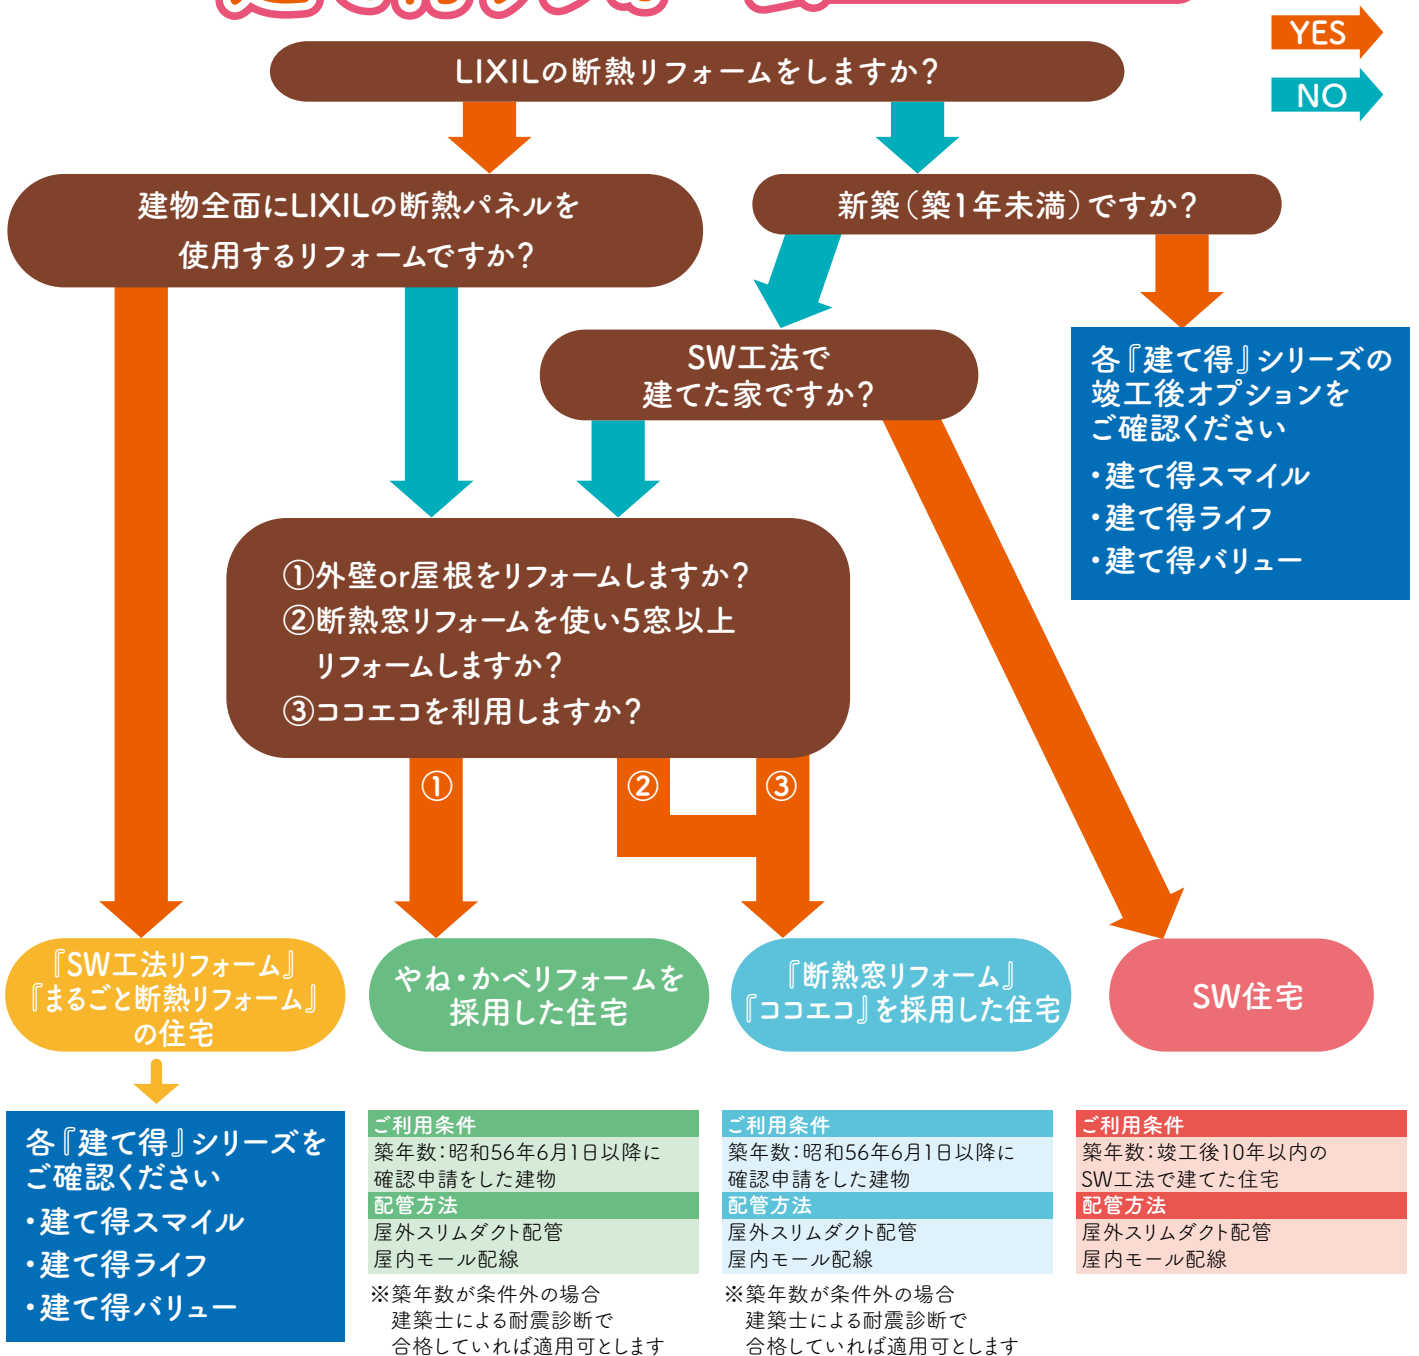 YES
NO
LIXILの断熱リフォームをしますか?
建物全面にLIXILの断熱パネルを
使用するリフォームですか?
新築(築1年未満)ですか?
SW工法で
建てた家ですか?
各『建て得』シリーズの
竣工後オプションを
ご確認ください
・建て得スマイル
・建て得ライフ
・建て得バリュー
①外壁or屋根をリフォームしますか?
②断熱窓リフォームを使い5窓以上
リフォームしますか?
③ココエコを利用しますか?
①
②
③
『SW工法リフォーム』
『まるごと断熱リフォーム』
の住宅
やね・かべリフォームを
採用した住宅
『断熱窓リフォーム』
『ココエコ』を採用した住宅
SW住宅
各『建て得』シリーズを
ご確認ください
・建て得スマイル
・建て得ライフ
・建て得バリュー
ご利用条件
築年数:昭和56年6月1日以降に
確認申請をした建物
配管方法
屋外スリムダクト配管
屋内モール配線
※築年数が条件外の場合
建築士による耐震診断で
合格していれば適用可とします
ご利用条件
築年数:昭和56年6月1日以降に
確認申請をした建物
配管方法
屋外スリムダクト配管
屋内モール配線
※築年数が条件外の場合
建築士による耐震診断で
合格していれば適用可とします
ご利用条件
築年数:竣工後10年以内の
SW工法で建てた住宅
配管方法
屋外スリムダクト配管
屋内モール配線